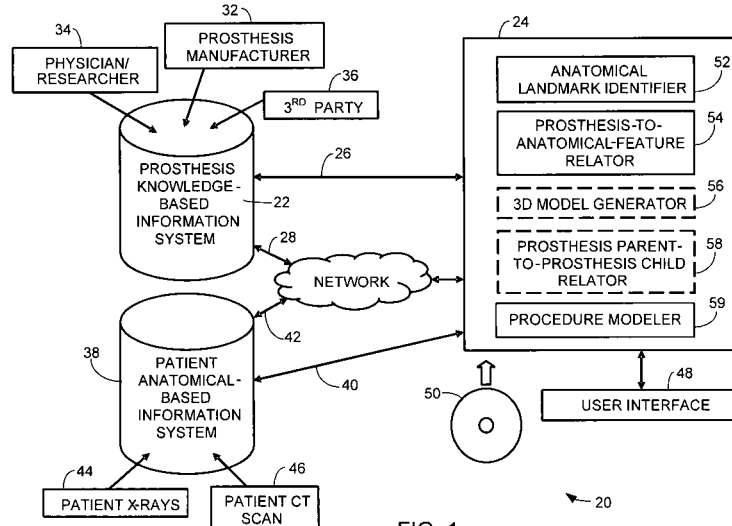 32
34
PROSTHESIS
MANUFACTURER
PHYSICIAN/
RESEARCHER
36
3RD PARTY
24
ANATOMICAL
LANDMARK IDENTIFIER
52
PROSTHESIS-TO-
ANATOMICAL-FEATURE
RELATOR
54
PROSTHESIS
KNOWLEDGE-
BASED
INFORMATION
SYSTEM
22
26
28
3D MODEL GENERATOR
56
PROSTHESIS PARENT-
TO-PROSTHESIS CHILD
RELATOR
58
NETWORK
42
PROCEDURE MODELER
59
38
PATIENT
ANATOMICAL-
BASED
INFORMATION
SYSTEM
40
50
48
USER INTERFACE
44
46
PATIENT X-RAYS
PATIENT CT
SCAN
20
FIG. 1